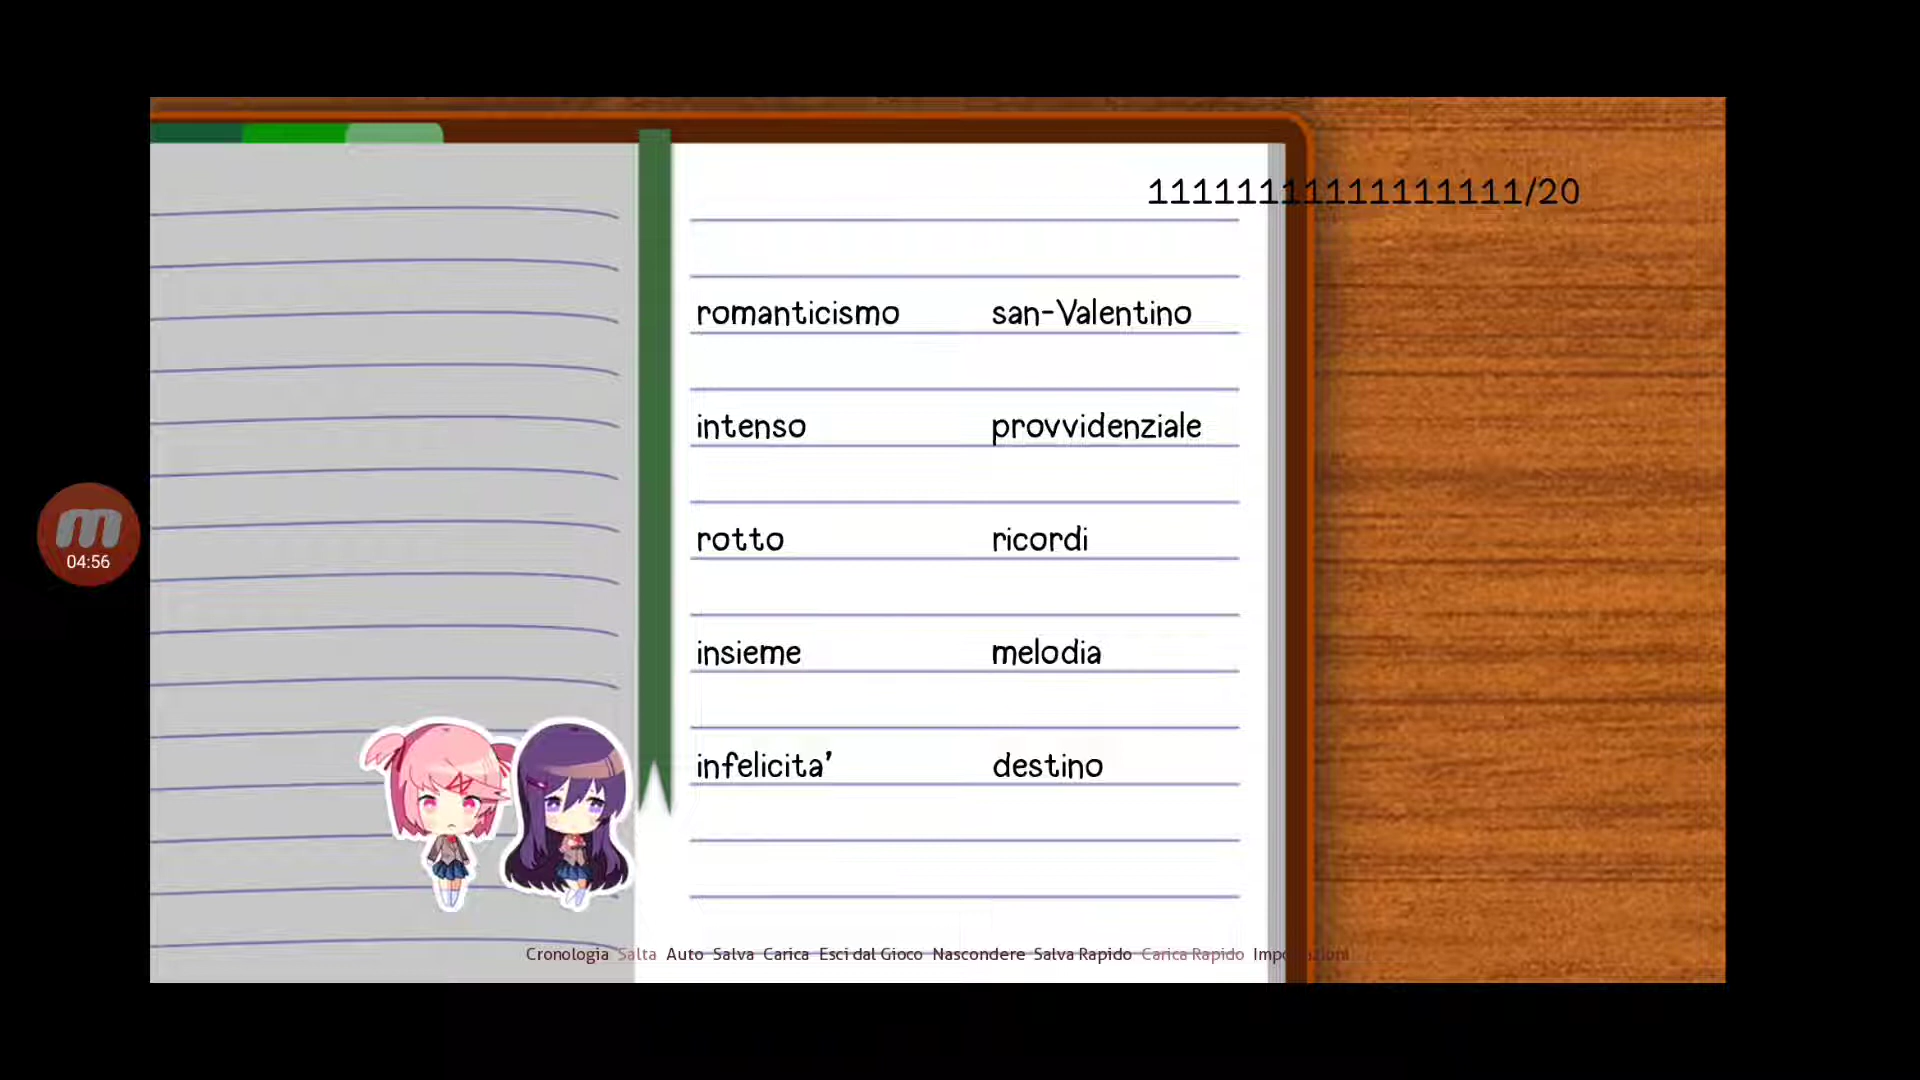 11111111111111111/20
romanticismo san-Valentino
intenso provvidenziale
rotto ricordi
m
04:56
insieme melodia
infelicita' destino
Cronologia Salta Auto Salva Carica Esci dal Gioco Nascondere Salva Rapido Carica Rapido Impostazioni